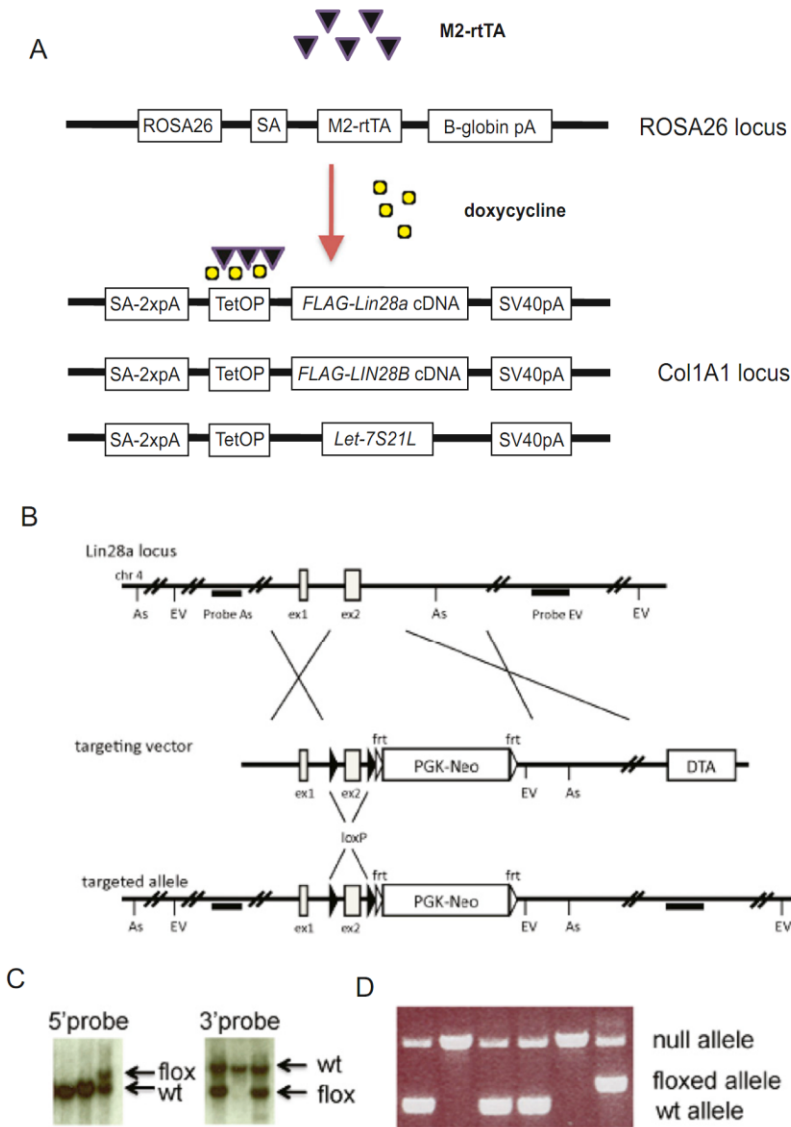 A
M2-rtTA
ROSA26 SA M2-rtTA B-globin pA ROSA26 locus
doxycycline
SA-2xpA TetOP FLAG-Lin28a cDNA SV40pA
SA-2xpA TetOP FLAG-LIN28B cDNA SV40pA Col1A1 locus
SA-2xpA TetOP Let-7S21L SV40pA
B
Lin28a locus
chr 4
As EV Probe As ex1 ex2 As Probe EV EV
targeting vector
frt frt
PGK-Neo DTA
ex1 ex2 EV As
loxP
targeted allele
frt frt
PGK-Neo
As EV ex1 ex2 EV As EV
C
5'probe 3'probe
flox wt
wt flox
D
null allele
floxed allele
wt allele